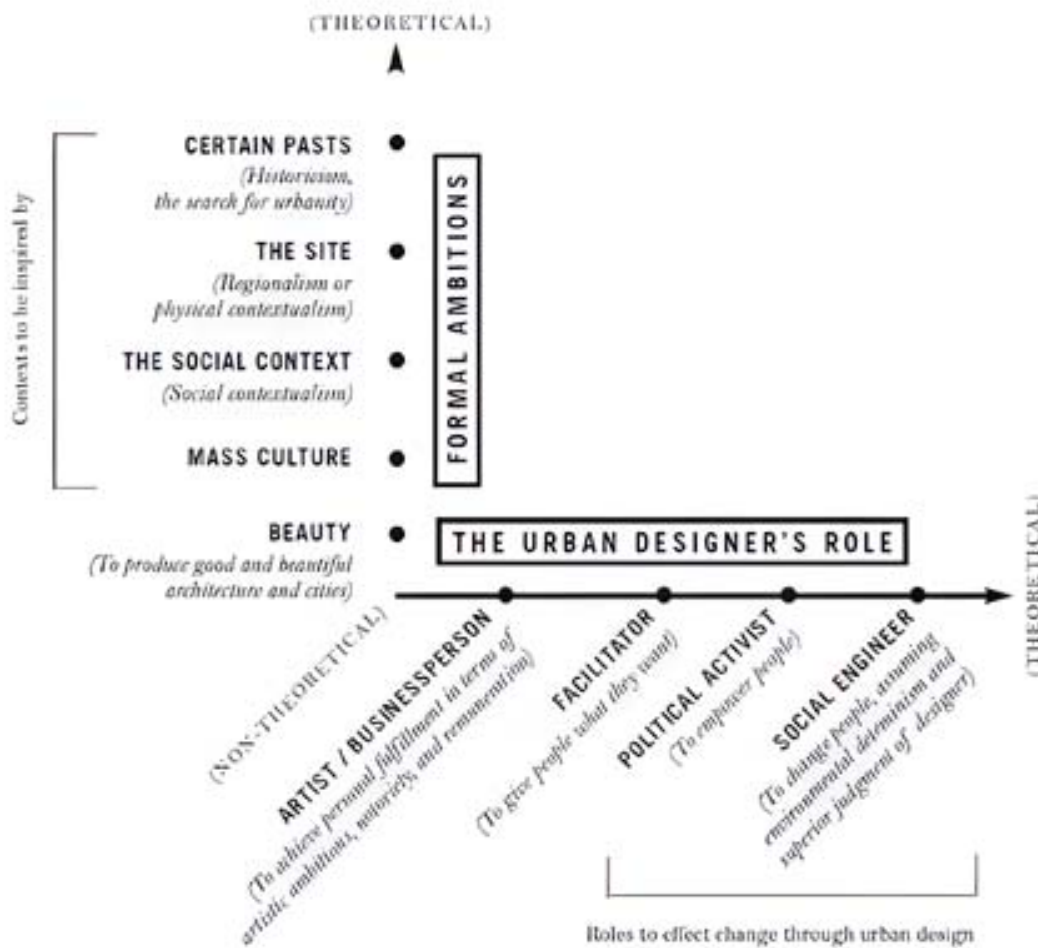 (THEORETICAL)
CERTAIN PASTS
(Historicism,
the search for urbanity)
THE SITE
(Regionalism or
physical contextualism)
THE SOCIAL CONTEXT
(Social contextualism)
MASS CULTURE
BEAUTY
(To produce good and beautiful
architecture and cities)
Contexts to be inspired by
FORMAL AMBITIONS
THE URBAN DESIGNER'S ROLE
(THEORETICAL)
(NON-THEORETICAL)
ARTIST / BUSINESSPERSON
(To achieve personal fulfillment in terms of
artistic ambitions, notoriety, and renumeration)
FACILITATOR
(To give people what they want)
POLITICAL ACTIVIST
(To empower people)
SOCIAL ENGINEER
(To change people, assuming
environmental determinism and
superior judgment of designer)
Roles to effect change through urban design